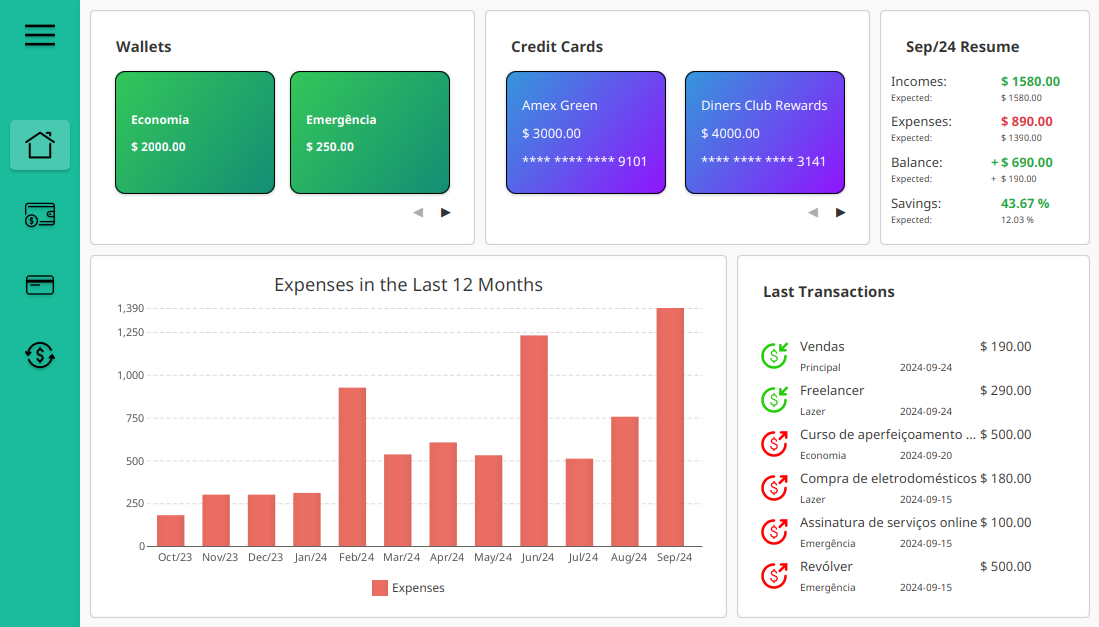 Wallets
Economia
$ 2000.00
Emergência
$ 250.00
Credit Cards
Amex Green
$ 3000.00
**** **** **** 9101
Diners Club Rewards
$ 4000.00
**** **** **** 3141
Sep/24 Resume
Incomes: $ 1580.00
Expected: $ 1580.00
Expenses: $ 890.00
Expected: $ 1390.00
Balance: + $ 690.00
Expected: + $ 190.00
Savings: 43.67 %
Expected: 12.03 %
Expenses in the Last 12 Months
1,390
1,250
1,000
750
500
250
0
Oct/23 Nov/23 Dec/23 Jan/24 Feb/24 Mar/24 Apr/24 May/24 Jun/24 Jul/24 Aug/24 Sep/24
Expenses
Last Transactions
Vendas $ 190.00
Principal 2024-09-24
Freelancer $ 290.00
Lazer 2024-09-24
Curso de aperfeiçoamento ... $ 500.00
Economia 2024-09-20
Compra de eletrodomésticos $ 180.00
Lazer 2024-09-15
Assinatura de serviços online $ 100.00
Emergência 2024-09-15
Revólver $ 500.00
Emergência 2024-09-15